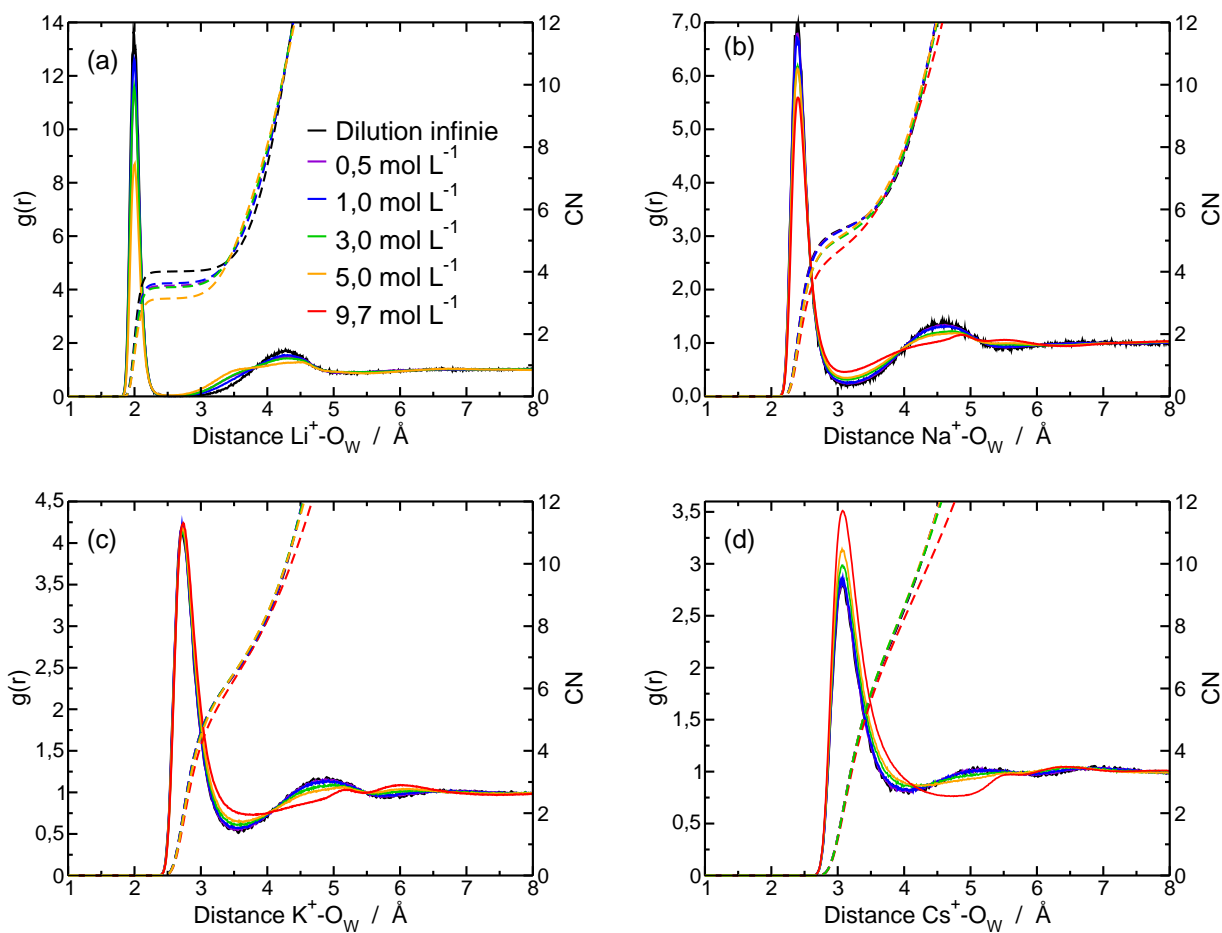 (a)
14
12
10
8
6
4
2
0
g(r)
12
10
8
6
4
2
0
CN
Dilution infinie
0,5 mol L⁻¹
1,0 mol L⁻¹
3,0 mol L⁻¹
5,0 mol L⁻¹
9,7 mol L⁻¹
1 2 3 4 5 6 7 8
Distance Li⁺-O_W / Å
(b)
7,0
6,0
5,0
4,0
3,0
2,0
1,0
0,0
g(r)
12
10
8
6
4
2
0
CN
1 2 3 4 5 6 7 8
Distance Na⁺-O_W / Å
(c)
4,5
4
3,5
3
2,5
2
1,5
1
0,5
0
g(r)
12
10
8
6
4
2
0
CN
1 2 3 4 5 6 7 8
Distance K⁺-O_W / Å
(d)
3,5
3
2,5
2
1,5
1
0,5
0
g(r)
12
10
8
6
4
2
0
CN
1 2 3 4 5 6 7 8
Distance Cs⁺-O_W / Å